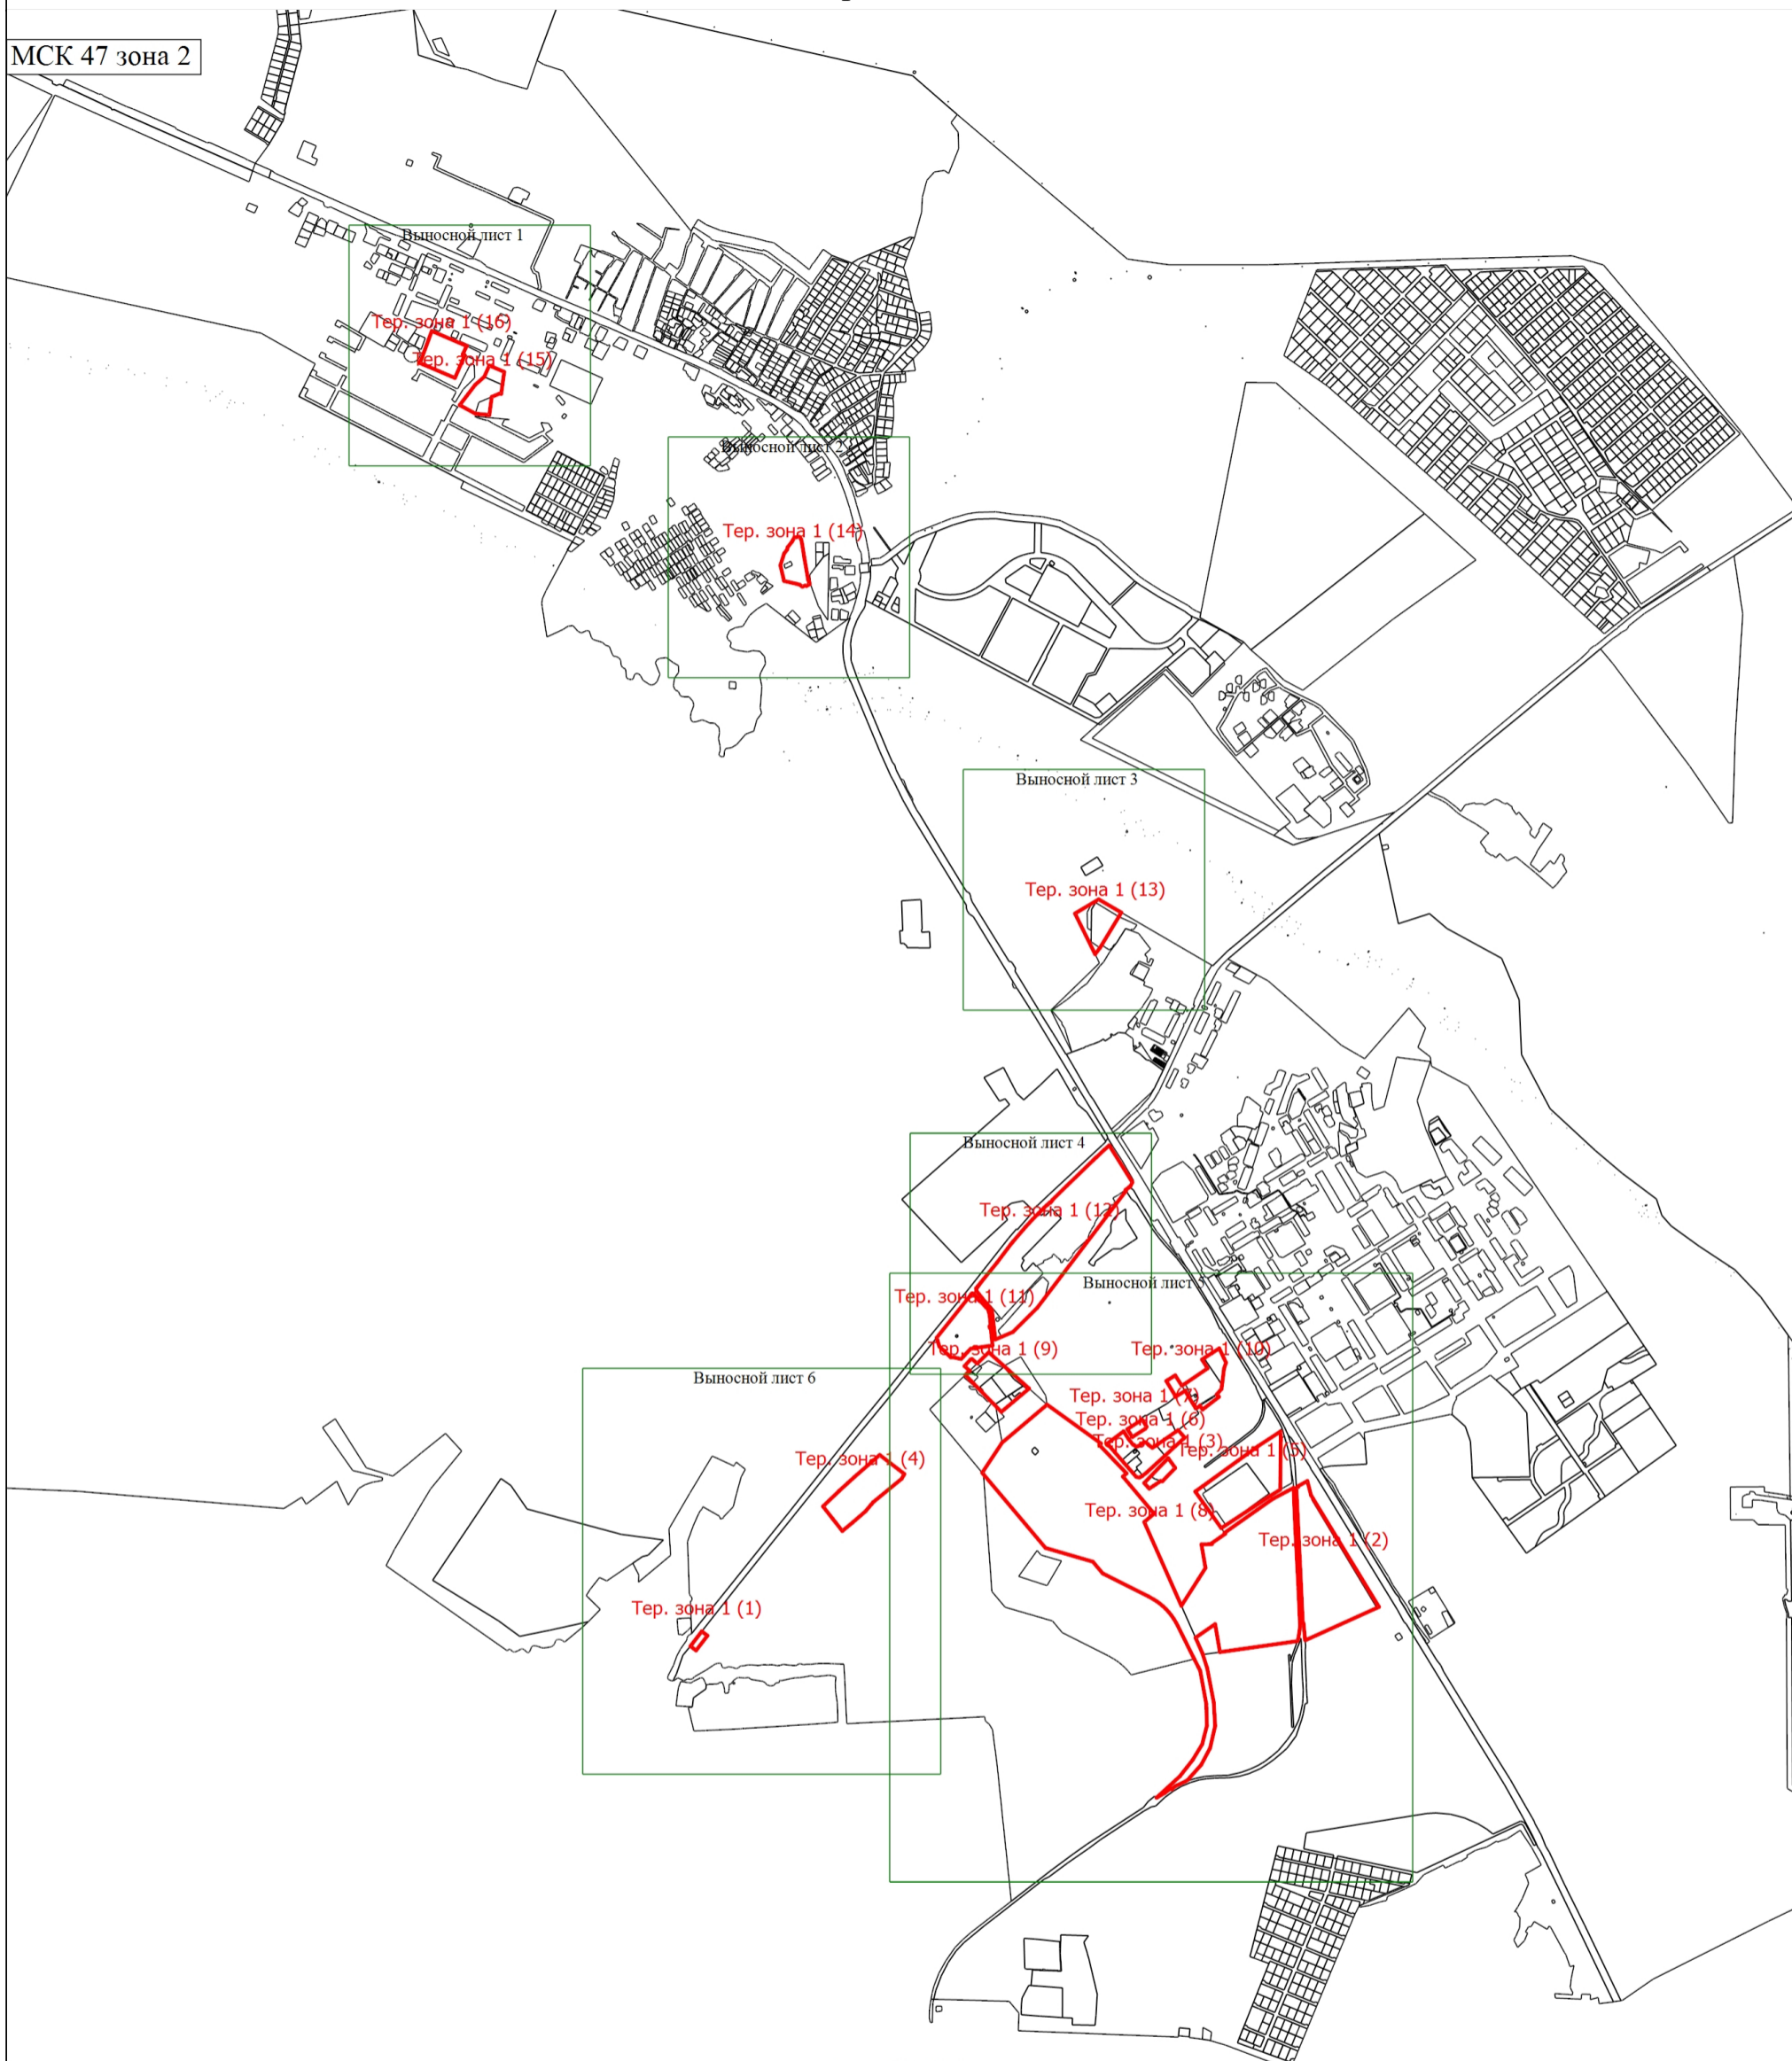 МСК 47 зона 2
Выносной лист 1
Тер. зона 1 (16)
Тер. зона 1 (15)
Выносной лист 2
Тер. зона 1 (14)
Выносной лист 3
Тер. зона 1 (13)
Выносной лист 4
Тер. зона 1 (12)
Выносной лист 5
Тер. зона 1 (11)
Тер. зона 1 (9)
Тер. зона 1 (10)
Выносной лист 6
Тер. зона 1 (7)
Тер. зона 1 (6)
Тер. зона 1 (3)
Тер. зона 1 (5)
Тер. зона 1 (4)
Тер. зона 1 (8)
Тер. зона 1 (2)
Тер. зона 1 (1)